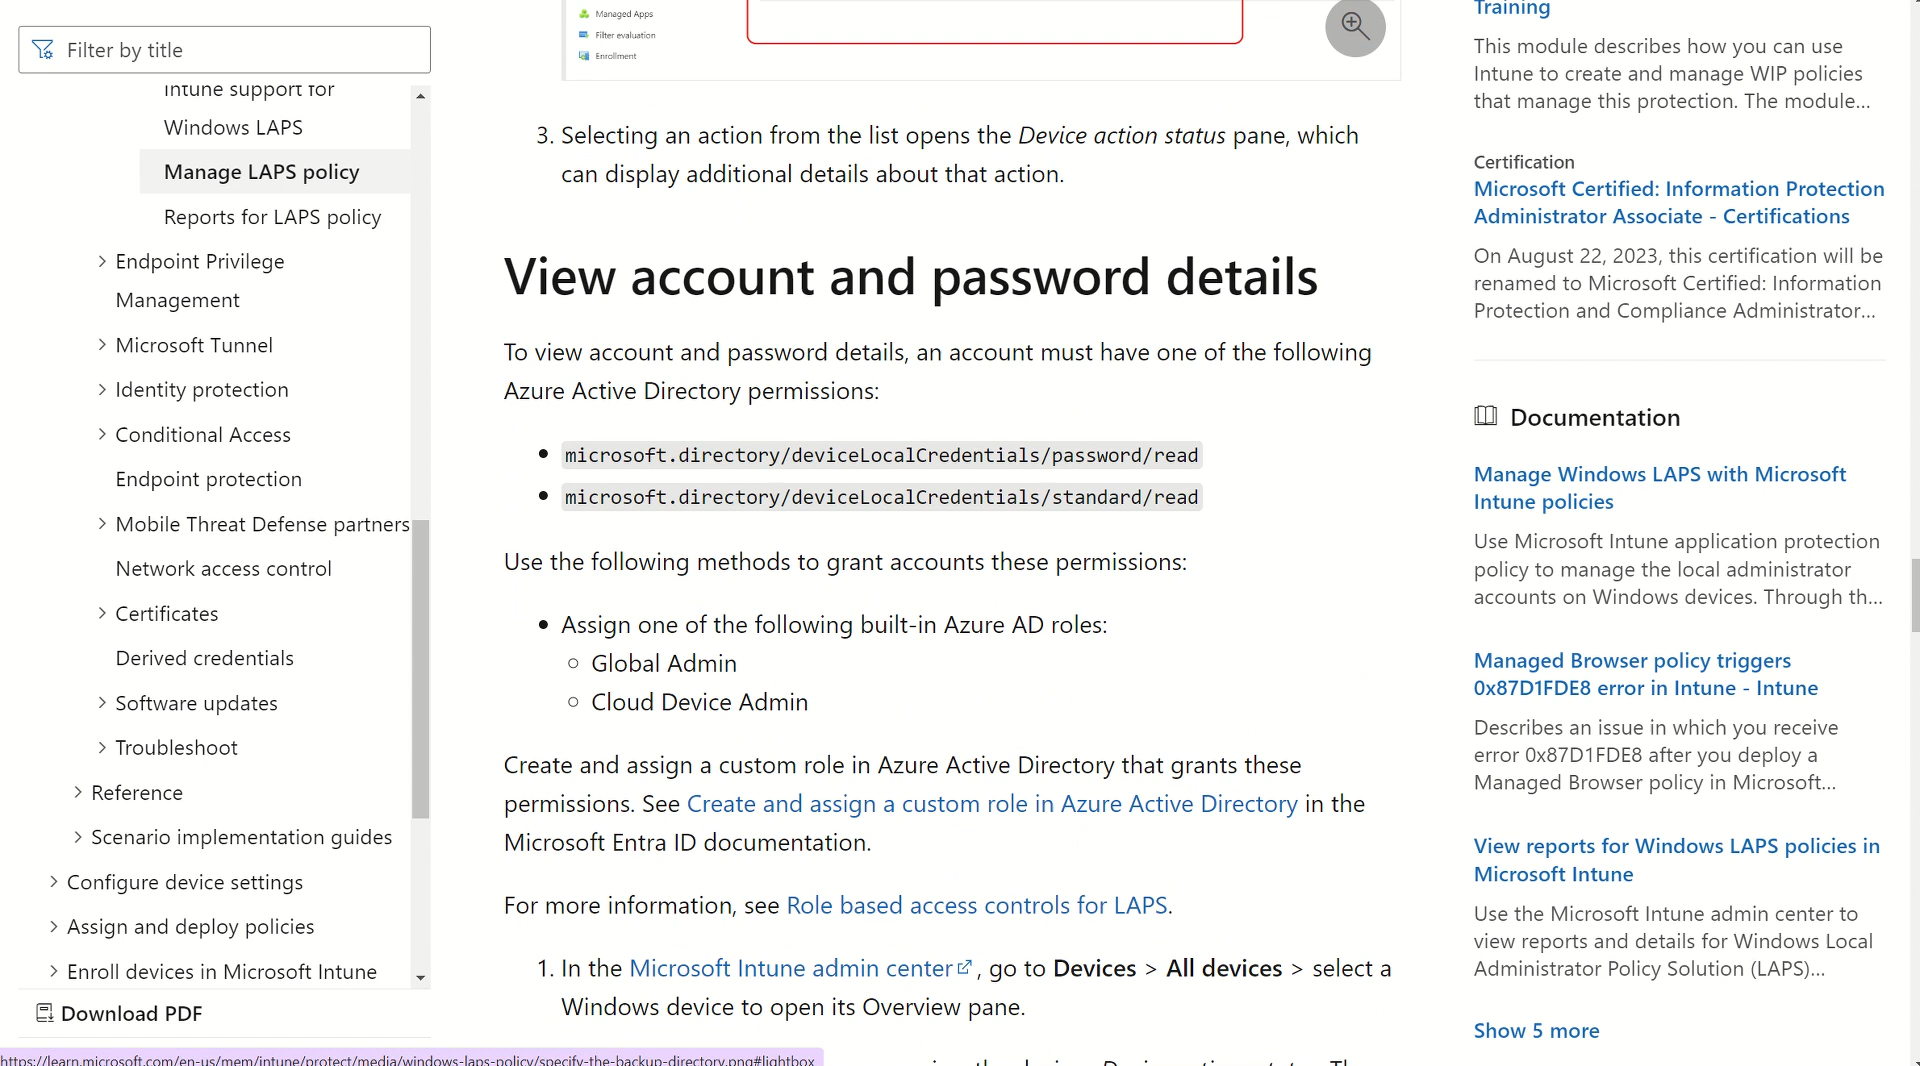 Filter by title
Intune support for
Windows LAPS
Manage LAPS policy
Reports for LAPS policy
Endpoint Privilege
Management
Microsoft Tunnel
Identity protection
Conditional Access
Endpoint protection
Mobile Threat Defense partners
Network access control
Certificates
Derived credentials
Software updates
Troubleshoot
Reference
Scenario implementation guides
Configure device settings
Assign and deploy policies
Enroll devices in Microsoft Intune
Download PDF
https://learn.microsoft.com/en-us/mem/intune/protect/media/windows-laps-policy/specify-the-backup-directory.png#lightbox
Managed Apps
Filter evaluation
Enrollment
3. Selecting an action from the list opens the Device action status pane, which
can display additional details about that action.
View account and password details
To view account and password details, an account must have one of the following
Azure Active Directory permissions:
• microsoft.directory/deviceLocalCredentials/password/read
• microsoft.directory/deviceLocalCredentials/standard/read
Use the following methods to grant accounts these permissions:
• Assign one of the following built-in Azure AD roles:
○ Global Admin
○ Cloud Device Admin
Create and assign a custom role in Azure Active Directory that grants these
permissions. See Create and assign a custom role in Azure Active Directory in the
Microsoft Entra ID documentation.
For more information, see Role based access controls for LAPS.
1. In the Microsoft Intune admin center , go to Devices > All devices > select a
Windows device to open its Overview pane.
Training
This module describes how you can use
Intune to create and manage WIP policies
that manage this protection. The module...
Certification
Microsoft Certified: Information Protection
Administrator Associate - Certifications
On August 22, 2023, this certification will be
renamed to Microsoft Certified: Information
Protection and Compliance Administrator...
Documentation
Manage Windows LAPS with Microsoft
Intune policies
Use Microsoft Intune application protection
policy to manage the local administrator
accounts on Windows devices. Through th...
Managed Browser policy triggers
0x87D1FDE8 error in Intune - Intune
Describes an issue in which you receive
error 0x87D1FDE8 after you deploy a
Managed Browser policy in Microsoft...
View reports for Windows LAPS policies in
Microsoft Intune
Use the Microsoft Intune admin center to
view reports and details for Windows Local
Administrator Policy Solution (LAPS)...
Show 5 more